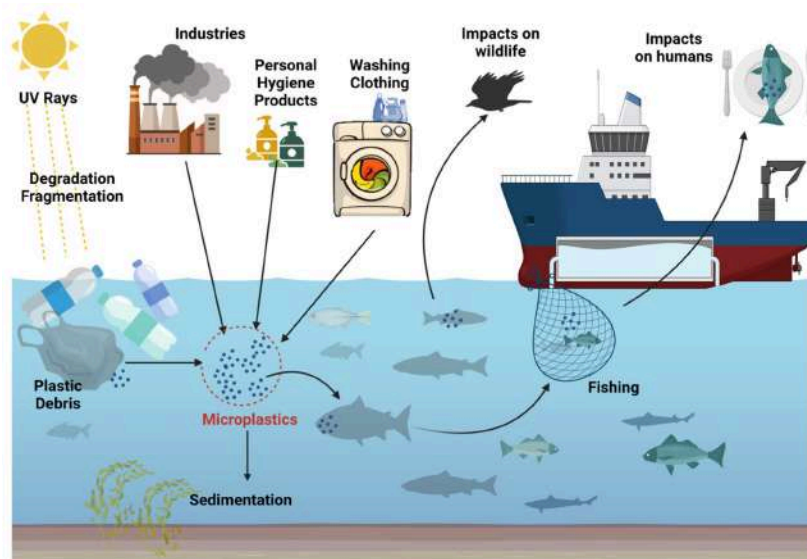 Industries
Personal
Hygiene
Products
Washing
Clothing
Impacts on
wildlife
Impacts
on humans
UV Rays
Degradation
Fragmentation
Plastic
Debris
Microplastics
Fishing
Sedimentation